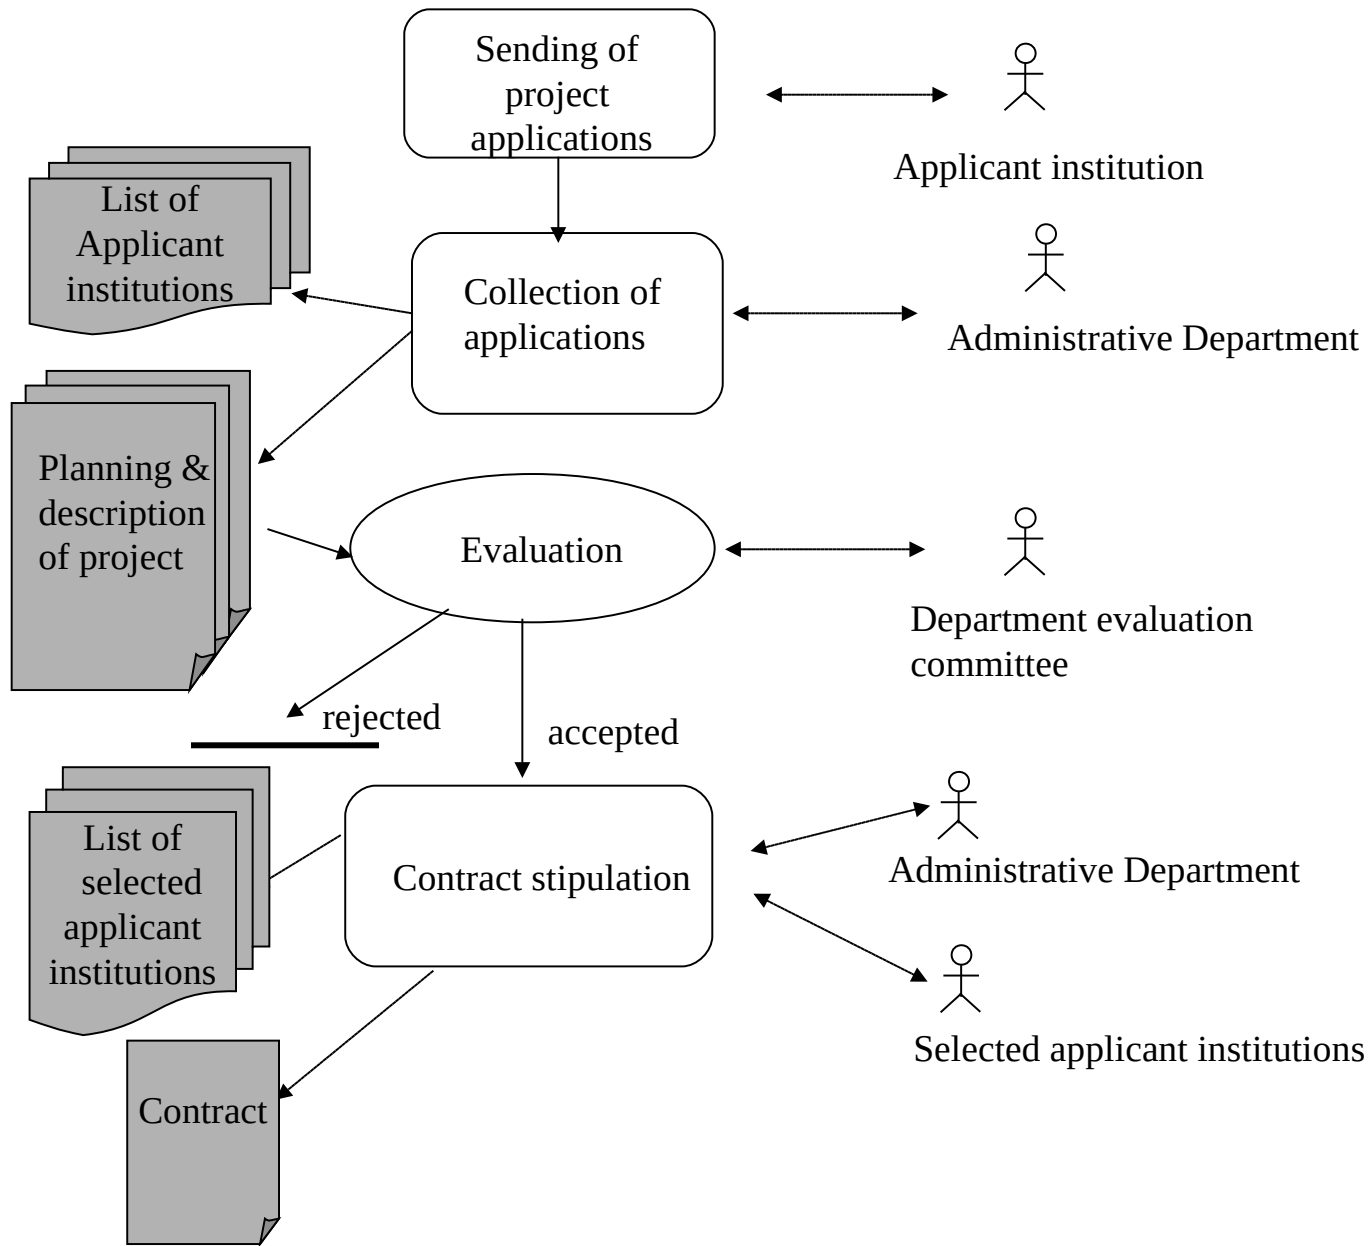 Sending of
project
applications
Applicant institution
List of
Applicant
institutions
Collection of
applications
Administrative Department
Planning &
description
of project
Evaluation
Department evaluation
committee
rejected
accepted
List of
selected
applicant
institutions
Contract stipulation
Administrative Department
Selected applicant institutions
Contract